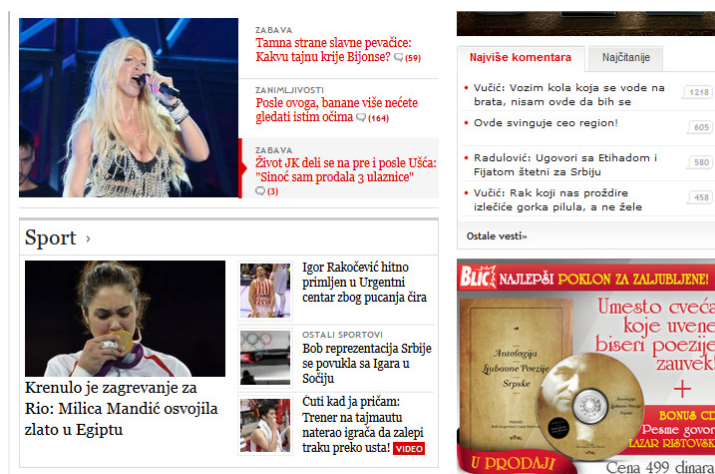 ZABAVA
Tamna strane slavne pevačice:
Kakvu tajnu krije Bijonse? (59)
ZANIMLJIVOSTI
Posle ovoga, banane više nećete
gledati istim očima (164)
ZABAVA
Život JK deli se na pre i posle Ušća:
"Sinoć sam prodala 3 ulaznice"
(3)
Sport ›
Krenulo je zagrevanje za
Rio: Milica Mandić osvojila
zlato u Egiptu
Igor Rakočević hitno
primljen u Urgentni
centar zbog pucanja čira
OSTALI SPORTOVI
Bob reprezentacija Srbije
se povukla sa Igara u
Sočiju
Ćuti kad ja pričam:
Trener na tajmautu
naterao igrača da zalepi
traku preko usta! VIDEO
Najviše komentara
Najčitanije
Vučić: Vozim kola koja se vode na
brata, nisam ovde da bih se
1218
Ovde svinguje ceo region!
605
Radulović: Ugovori sa Etihadom i
Fijatom štetni za Srbiju
580
Vučić: Rak koji nas proždire
izlečiće gorka pilula, a ne žele
458
Ostale vesti»
BLIC NAJLEPŠI POKLON ZA ZALJUBLJENE!
Umesto cveća
koje uvene
biseri poezije
zauvek!
+
BONUS CD
Pesme govor
LAZAR RISTOVSK
Antologija
Ljubavne Poezije
Srpske
U PRODAJI
Cena 499 dinara